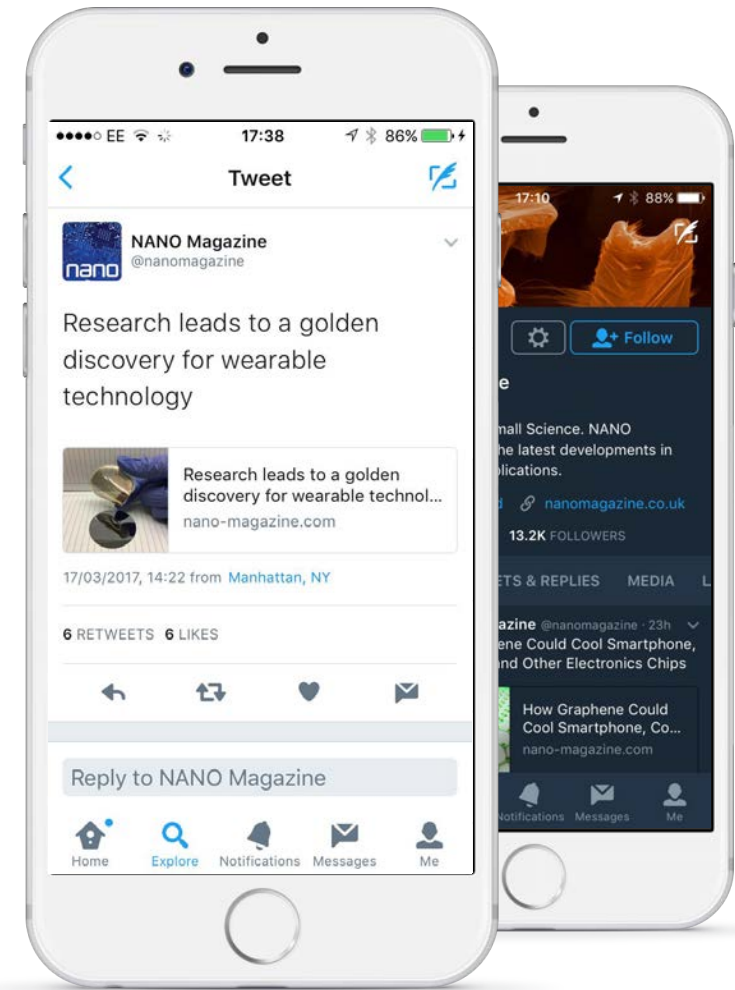 EE 17:38 86%
Tweet
nano
NANO Magazine
@nanomagazine
Research leads to a golden
discovery for wearable
technology
Research leads to a golden
discovery for wearable technol...
nano-magazine.com
17/03/2017, 14:22 from Manhattan, NY
6 RETWEETS 6 LIKES
Reply to NANO Magazine
Home Explore Notifications Messages Me
17:10 88%
Follow
e
mall Science. NANO
he latest developments in
plications.
d nanomagazine.co.uk
13.2K FOLLOWERS
ETS & REPLIES MEDIA L
azine @nanomagazine · 23h
ene Could Cool Smartphone,
and Other Electronics Chips
How Graphene Could
Cool Smartphone, Co...
nano-magazine.com
Notifications Messages Me